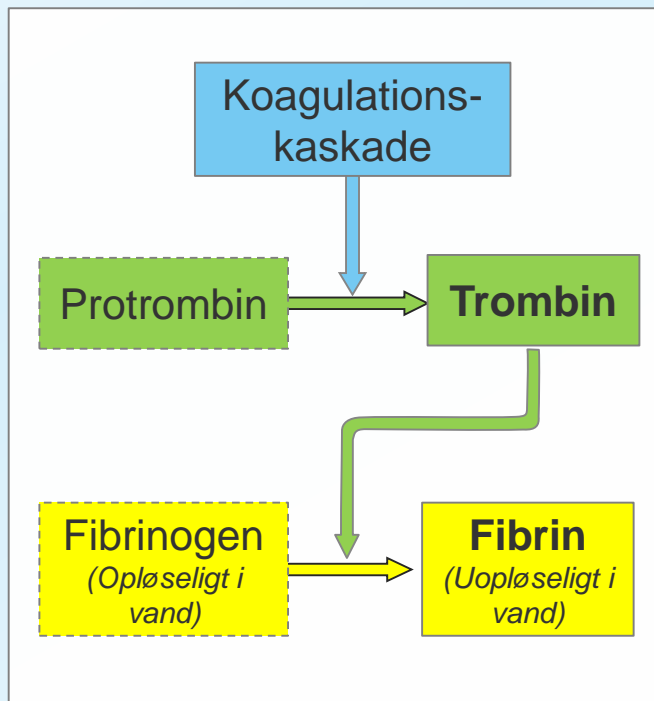 Koagulations-
kaskade
Protrombin
Trombin
Fibrinogen
(Opløseligt i
vand)
Fibrin
(Uopløseligt i
vand)